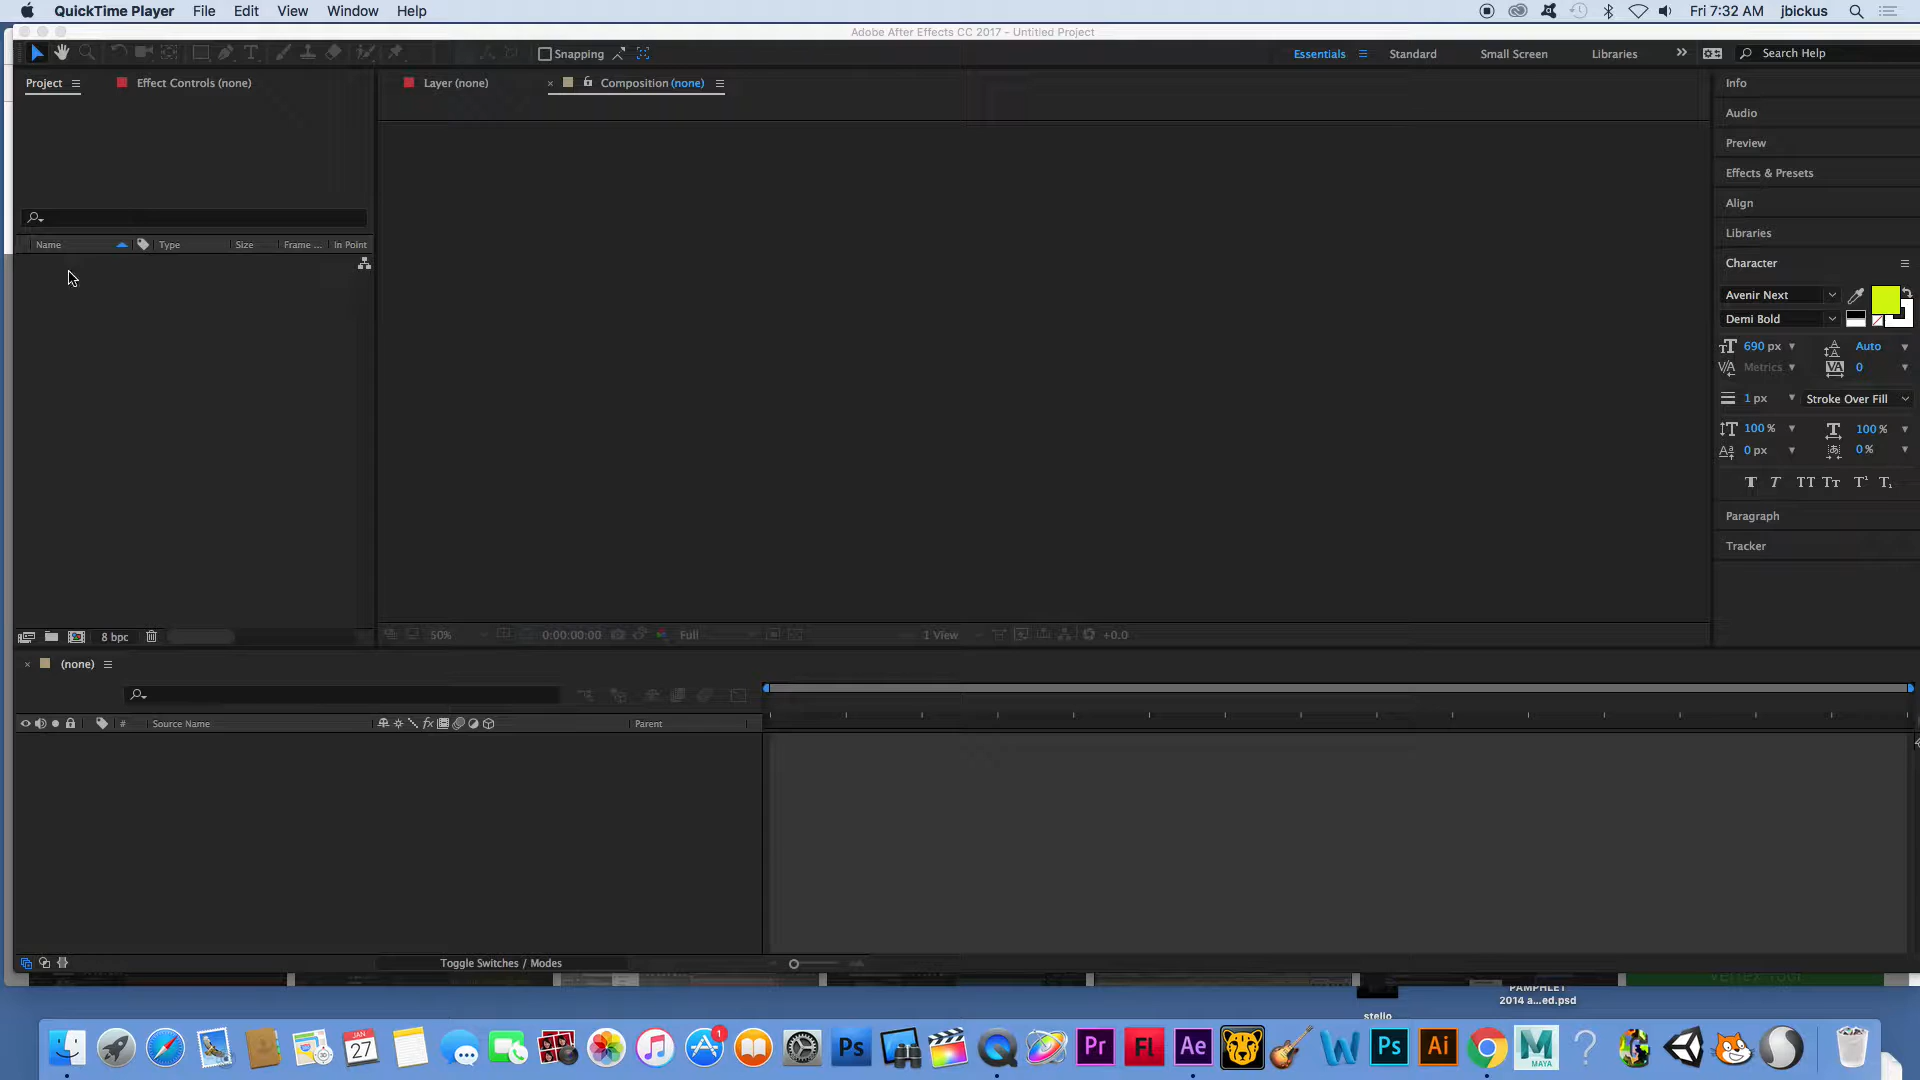 QuickTime Player File Edit View Window Help Fri 7:32 AM jbickus
Adobe After Effects CC 2017 - Untitled Project
Snapping Essentials Standard Small Screen Libraries Search Help
Project Effect Controls (none) Layer (none) Composition (none)
Info
Audio
Preview
Effects & Presets
Align
Libraries
Name Type Size Frame ... In Point
Character
Avenir Next
Demi Bold
690 px Auto
Metrics 0
1 px Stroke Over Fill
100 % 100 %
0 px 0 %
Paragraph
Tracker
8 bpc 50% 0:00:00:00 Full 1 View +0.0
(none)
# Source Name fx Parent
Toggle Switches / Modes
PAMPHLET
2014 a...ed.psd
stello
JAN
27
1
Ps Pr Fl Ae W Ps Ai M
MAYA
?